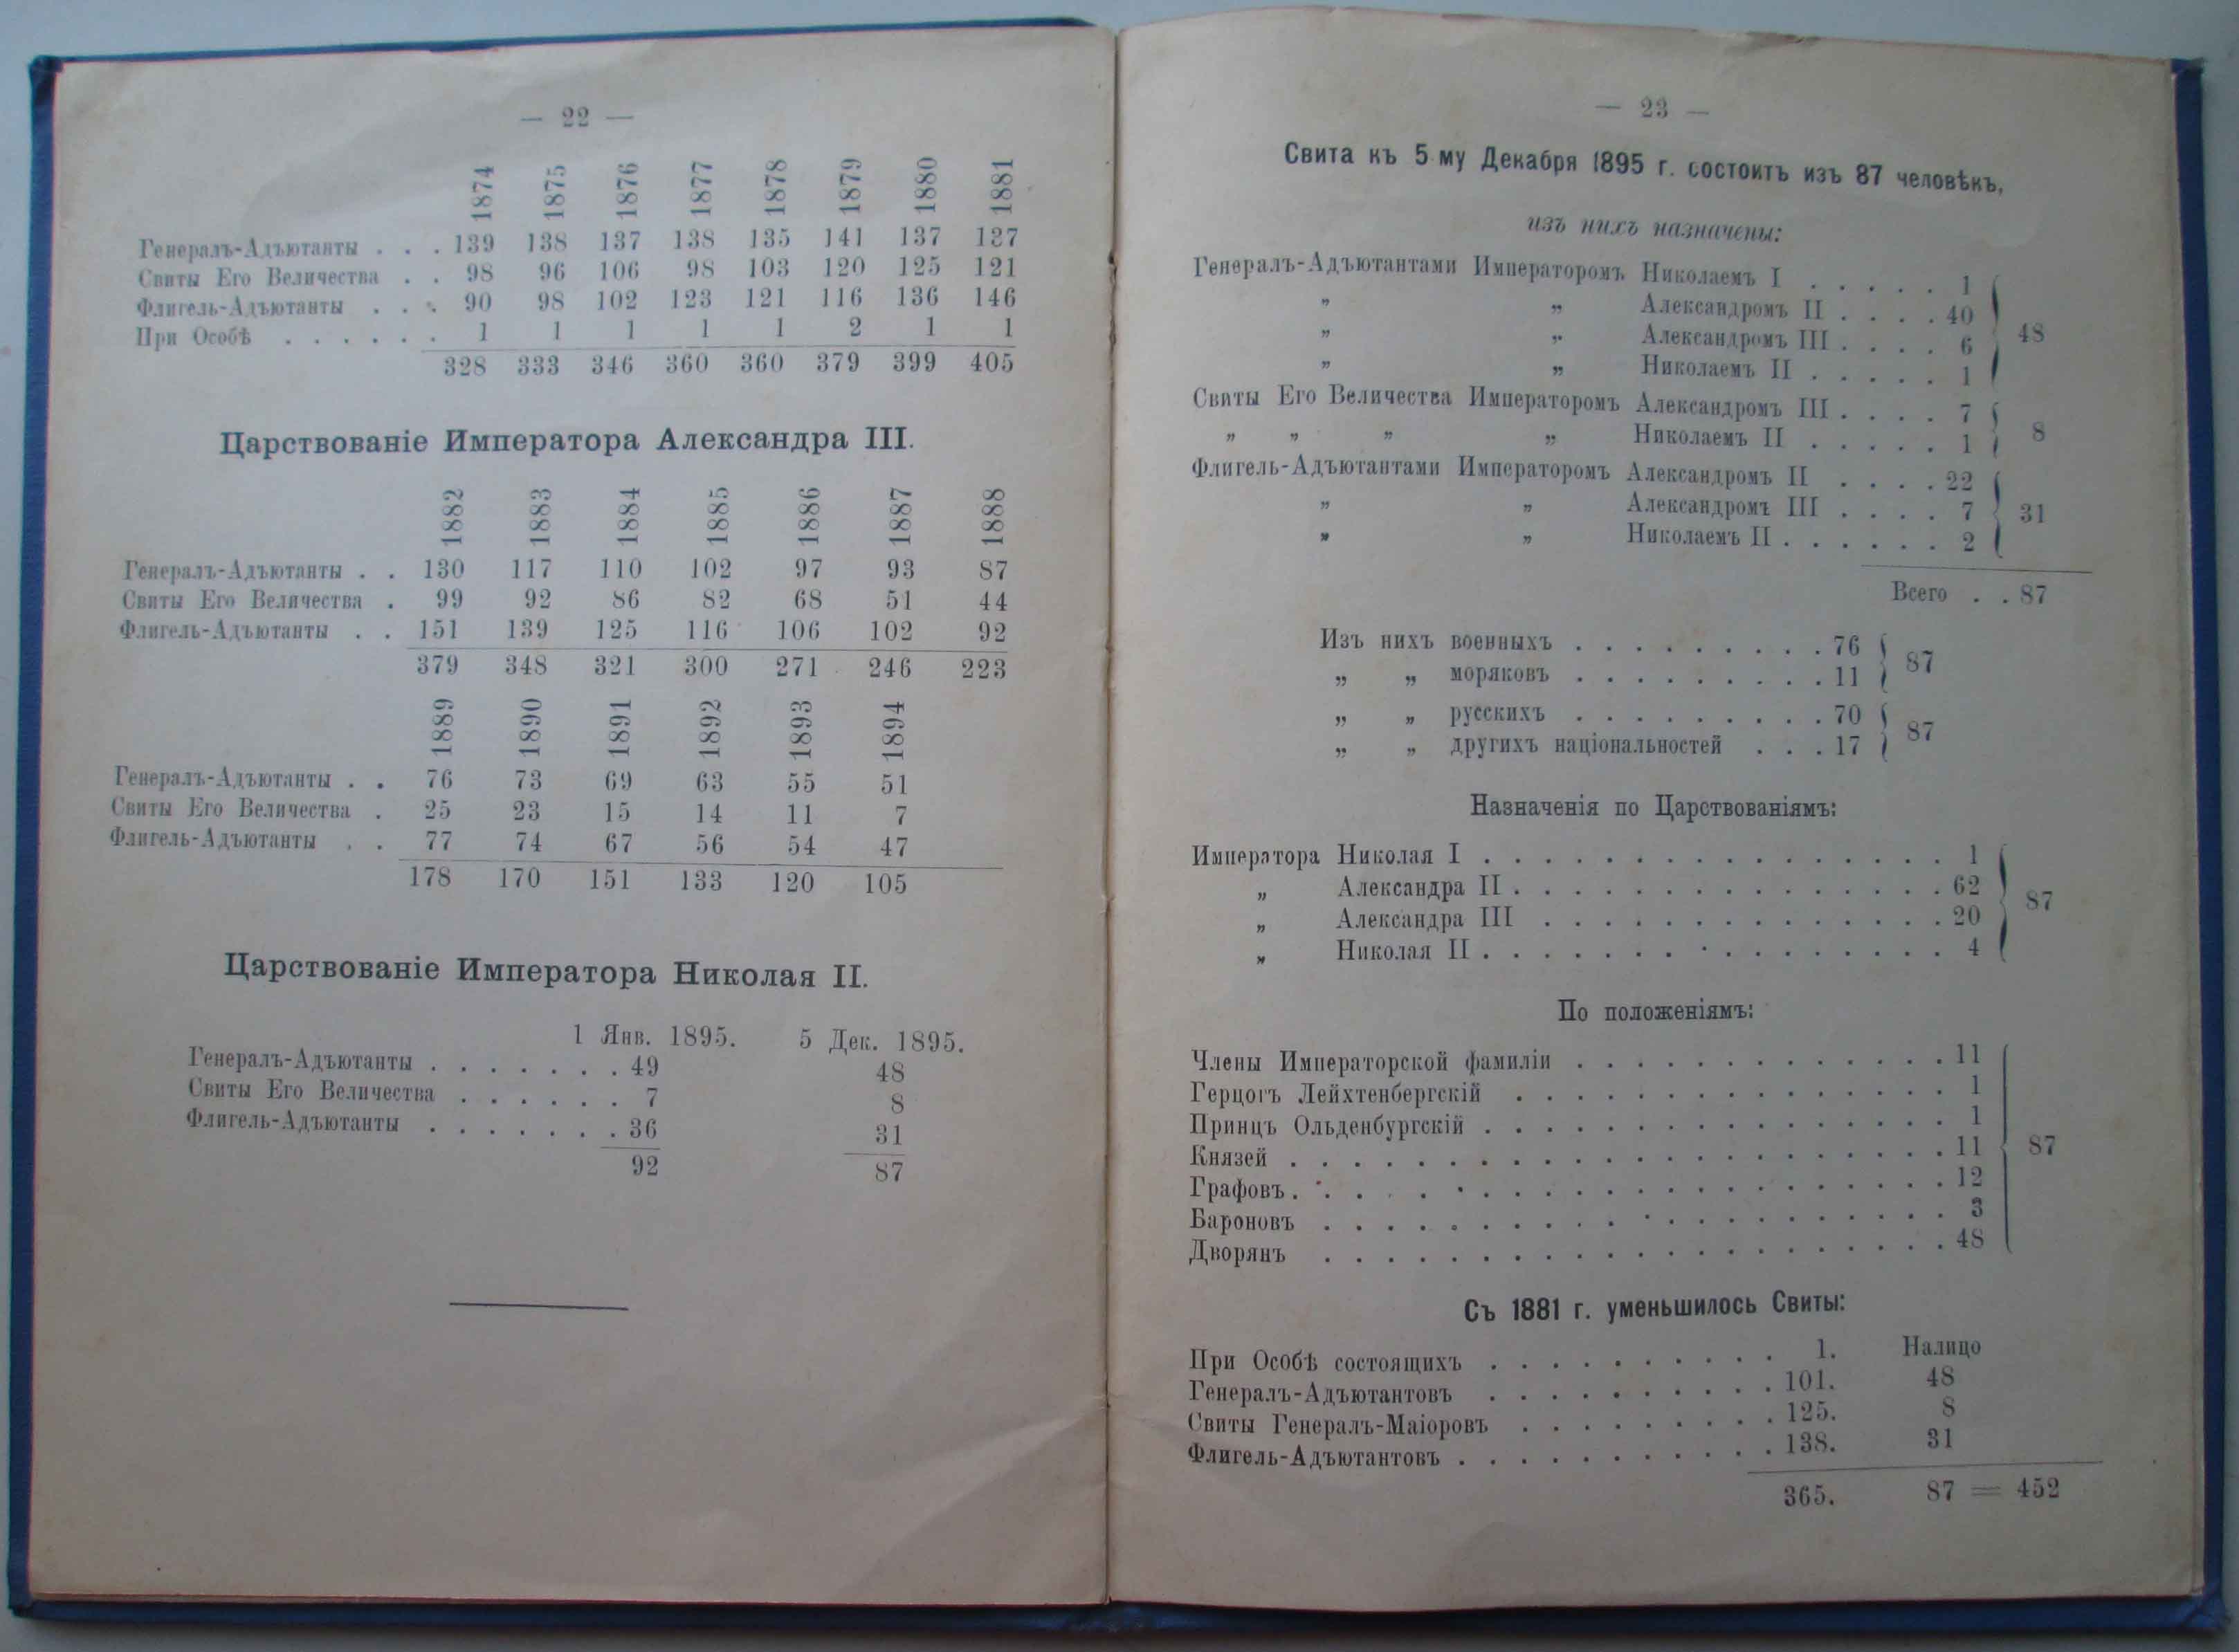 — 22 —
1874 1875 1876 1877 1878 1879 1880 1881
Генералъ-Адъютанты . . . 139 138 137 138 135 141 137 137
Свиты Его Величества . . 98 96 106 98 103 120 125 121
Флигель-Адъютанты . . . 90 98 102 123 121 116 136 146
При Особѣ . . . . . . 1 1 1 1 1 2 1 1
328 333 346 360 360 379 399 405
Царствованіе Императора Александра III.
1882 1883 1884 1885 1886 1887 1888
Генералъ-Адъютанты . . 130 117 110 102 97 93 87
Свиты Его Величества . 99 92 86 82 68 51 44
Флигель-Адъютанты . . 151 139 125 116 106 102 92
379 348 321 300 271 246 223
1889 1890 1891 1892 1893 1894
Генералъ-Адъютанты . . 76 73 69 63 55 51
Свиты Его Величества . 25 23 15 14 11 7
Флигель-Адъютанты . . 77 74 67 56 54 47
178 170 151 133 120 105
Царствованіе Императора Николая II.
1 Янв. 1895. 5 Дек. 1895.
Генералъ-Адъютанты . . . . . . . 49 48
Свиты Его Величества . . . . . . 7 8
Флигель-Адъютанты . . . . . . . 36 31
92 87
— 23 —
Свита къ 5 му Декабря 1895 г. состоитъ изъ 87 человѣкъ,
изъ нихъ назначены:
Генералъ-Адъютантами Императоромъ Николаемъ I . . . . . 1
„ „ Александромъ II . . . . 40
„ „ Александромъ III . . . . 6 48
„ „ Николаемъ II . . . . . 1
Свиты Его Величества Императоромъ Александромъ III . . . . 7
„ „ „ „ Николаемъ II . . . . . 1 8
Флигель-Адъютантами Императоромъ Александромъ II . . . . 22
„ „ Александромъ III . . . . 7 31
„ „ Николаемъ II . . . . . . 2
Всего . . 87
Изъ нихъ военныхъ . . . . . . . . . 76
„ „ моряковъ . . . . . . . . . 11 87
„ „ русскихъ . . . . . . . . . 70
„ „ другихъ національностей . . . 17 87
Назначенія по Царствованіямъ:
Императора Николая I . . . . . . . . . . . . . . . . 1
„ Александра II . . . . . . . . . . . . . . . 62
„ Александра III . . . . . . . . . . . . . . 20 87
„ Николая II . . . . . . . . . . . . . . . . 4
По положеніямъ:
Члены Императорской фамиліи . . . . . . . . . . . . . 11
Герцогъ Лейхтенбергскій . . . . . . . . . . . . . . . 1
Принцъ Ольденбургскій . . . . . . . . . . . . . . . . 1
Князей . . . . . . . . . . . . . . . . . . . . . . 11 87
Графовъ . . . . . . . . . . . . . . . . . . . . . . 12
Бароновъ . . . . . . . . . . . . . . . . . . . . . 3
Дворянъ . . . . . . . . . . . . . . . . . . . . . 48
Съ 1881 г. уменьшилось Свиты:
При Особѣ состоящихъ . . . . . . . . . . 1. Налицо
Генералъ-Адъютантовъ . . . . . . . . . . 101. 48
Свиты Генералъ-Маіоровъ . . . . . . . . . 125. 8
Флигель-Адъютантовъ . . . . . . . . . . . 138. 31
365. 87 = 452